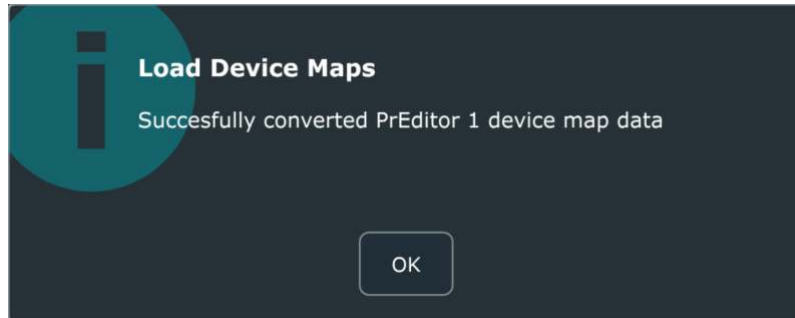 Load Device Maps
Succesfully converted PrEditor 1 device map data
OK